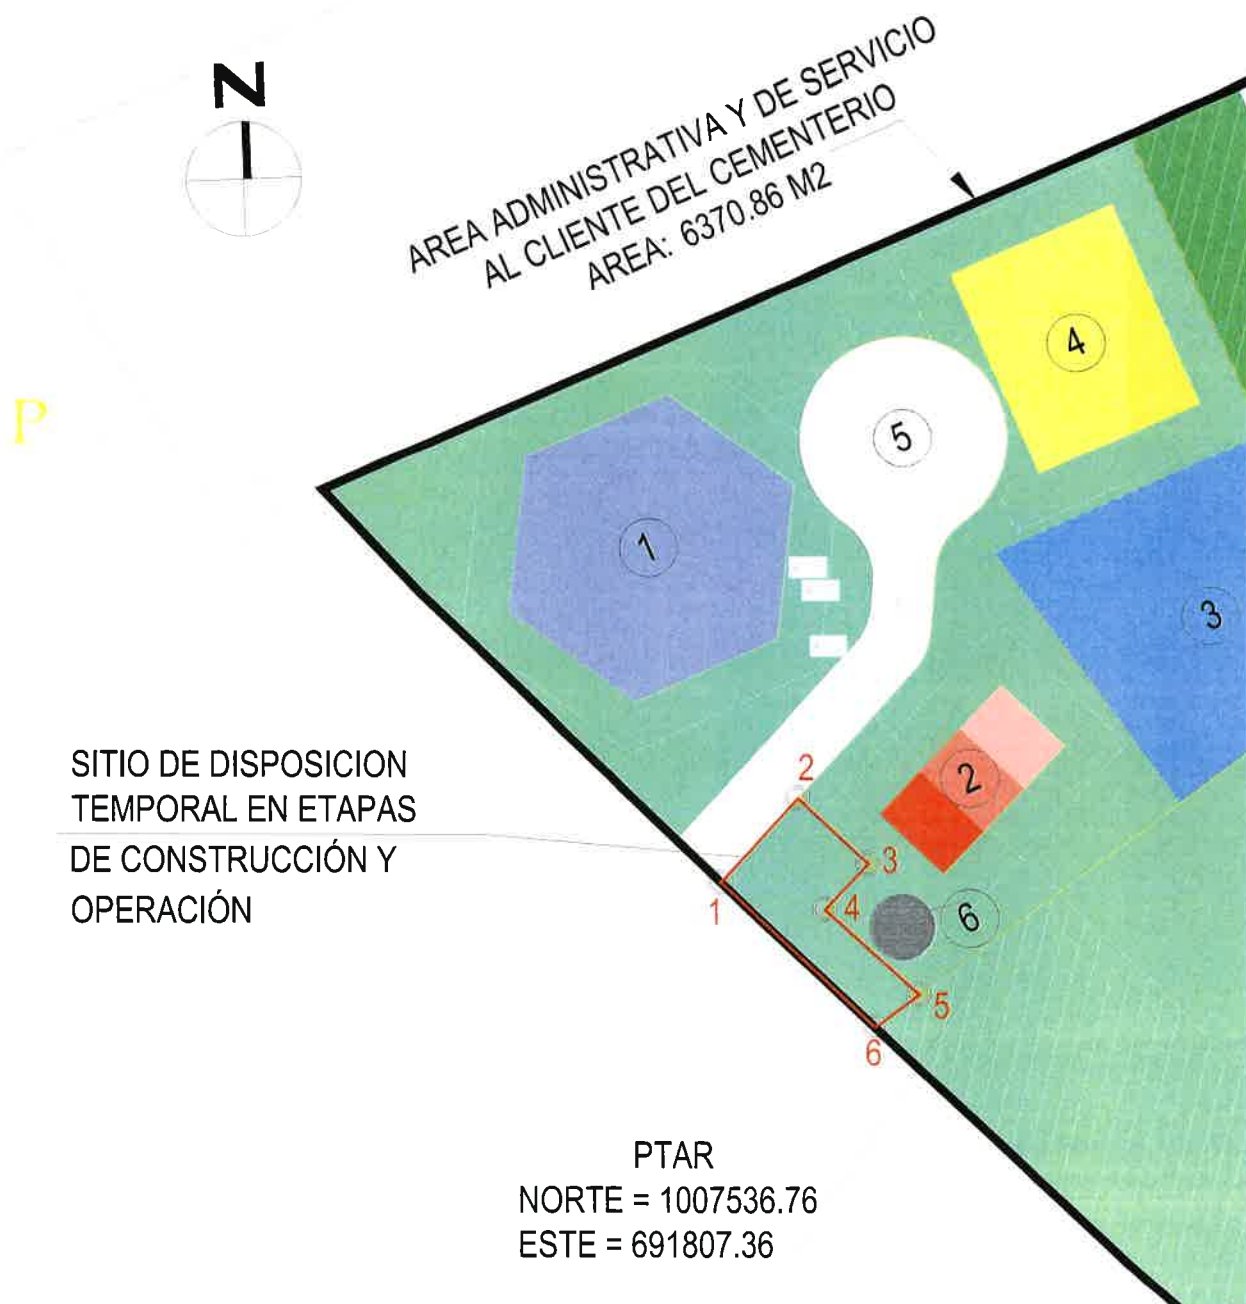 N
AREA ADMINISTRATIVA Y DE SERVICIO
AL CLIENTE DEL CEMENTERIO
AREA: 6370.86 M2
4
P
5
1
3
SITIO DE DISPOSICION
TEMPORAL EN ETAPAS
DE CONSTRUCCIÓN Y
OPERACIÓN
2
2
3
1
4
6
5
6
PTAR
NORTE = 1007536.76
ESTE = 691807.36